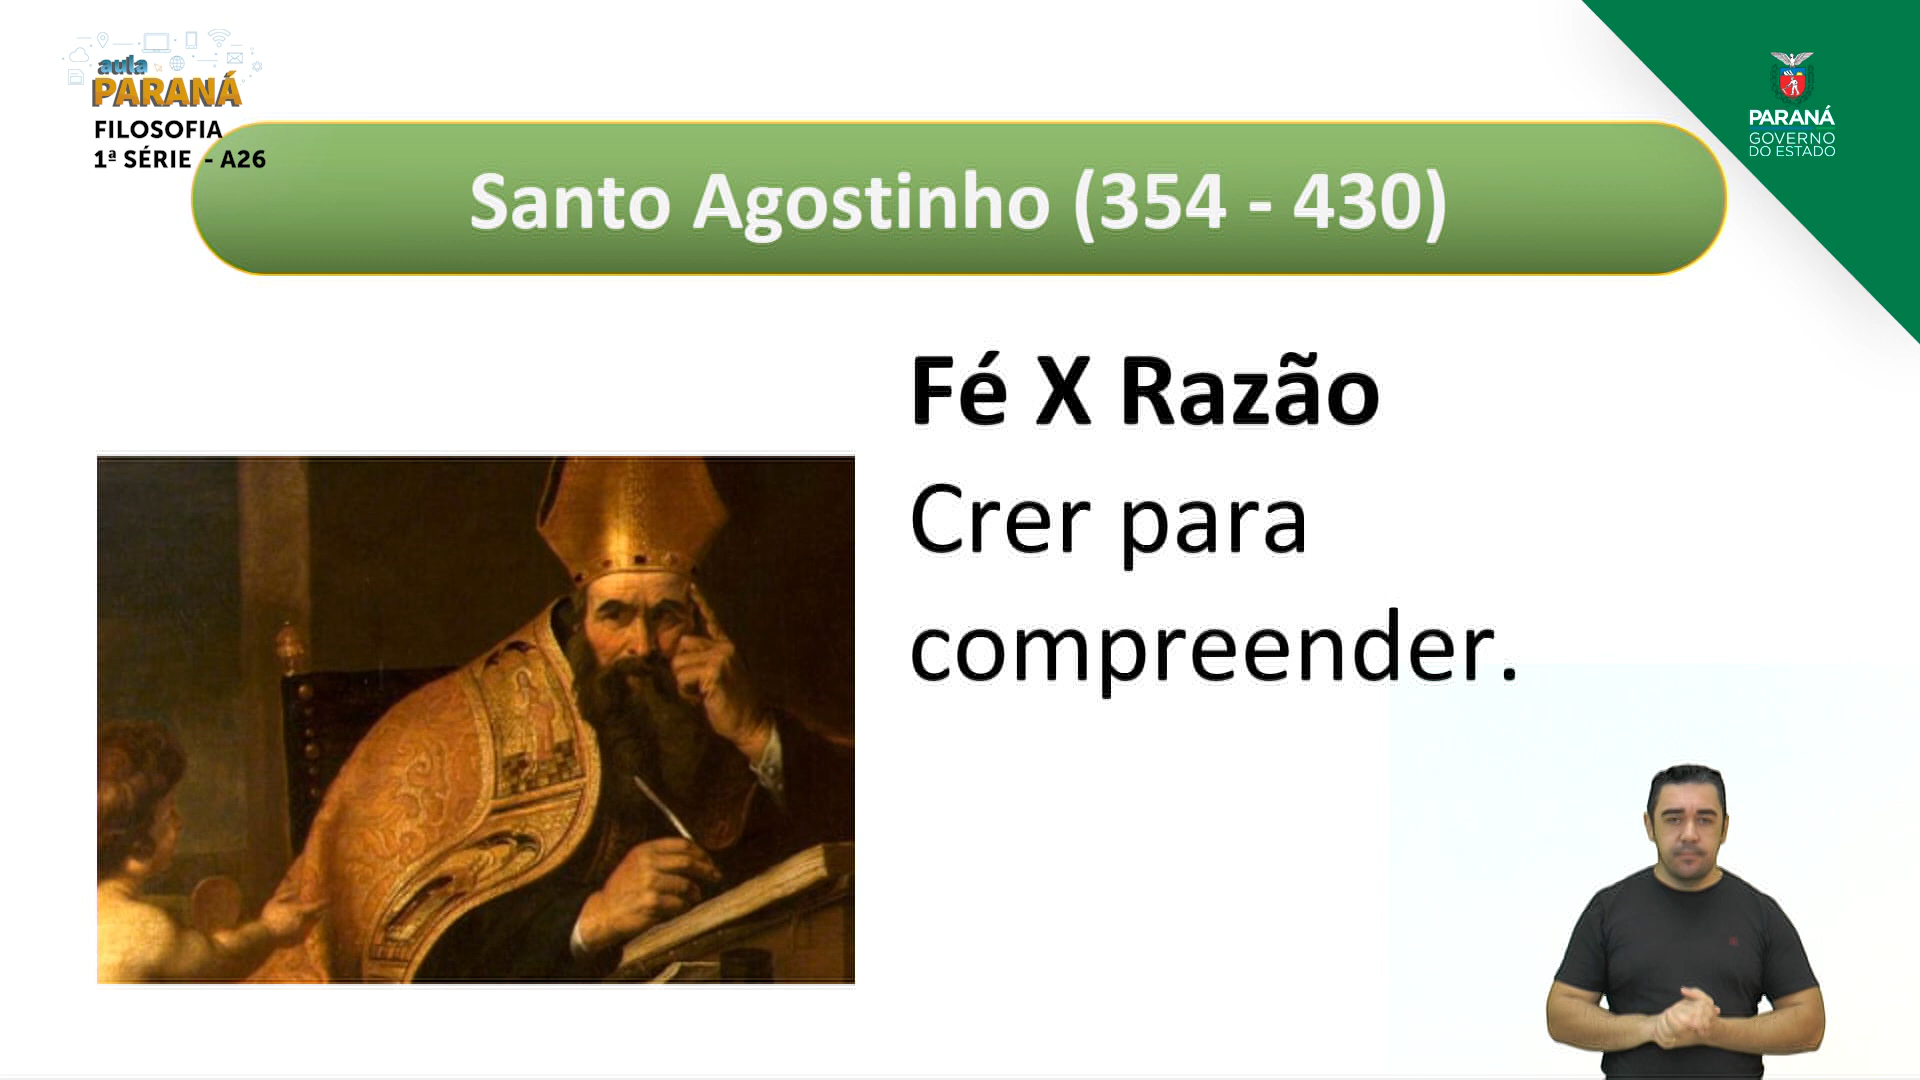 aula
PARANÁ
FILOSOFIA
1ª SÉRIE - A26
PARANÁ
GOVERNO
DO ESTADO
Santo Agostinho (354 - 430)
Fé X Razão
Crer para
compreender.